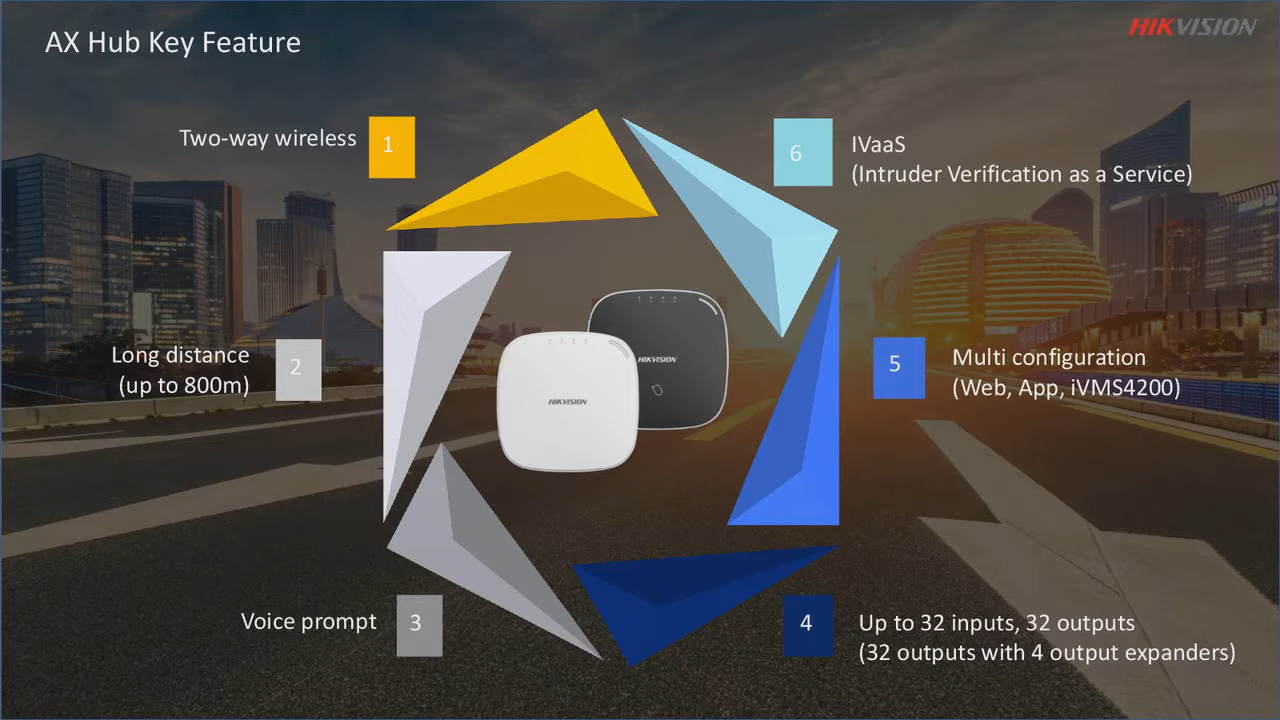 AX Hub Key Feature
HIKVISION
Two-way wireless
1
6
IVaaS
(Intruder Verification as a Service)
Long distance
(up to 800m)
2
HIKVISION
HIKVISION
5
Multi configuration
(Web, App, iVMS4200)
Voice prompt
3
4
Up to 32 inputs, 32 outputs
(32 outputs with 4 output expanders)